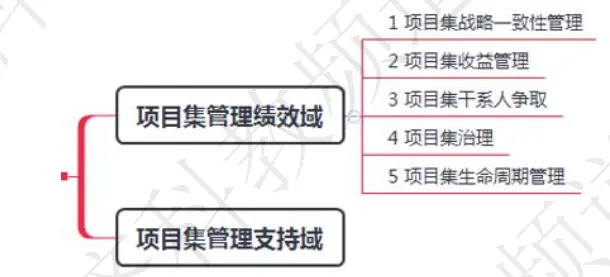 1 项目集战略一致性管理
2 项目集收益管理
项目集管理绩效域
3 项目集干系人争取
4 项目集治理
5 项目集生命周期管理
项目集管理支持域